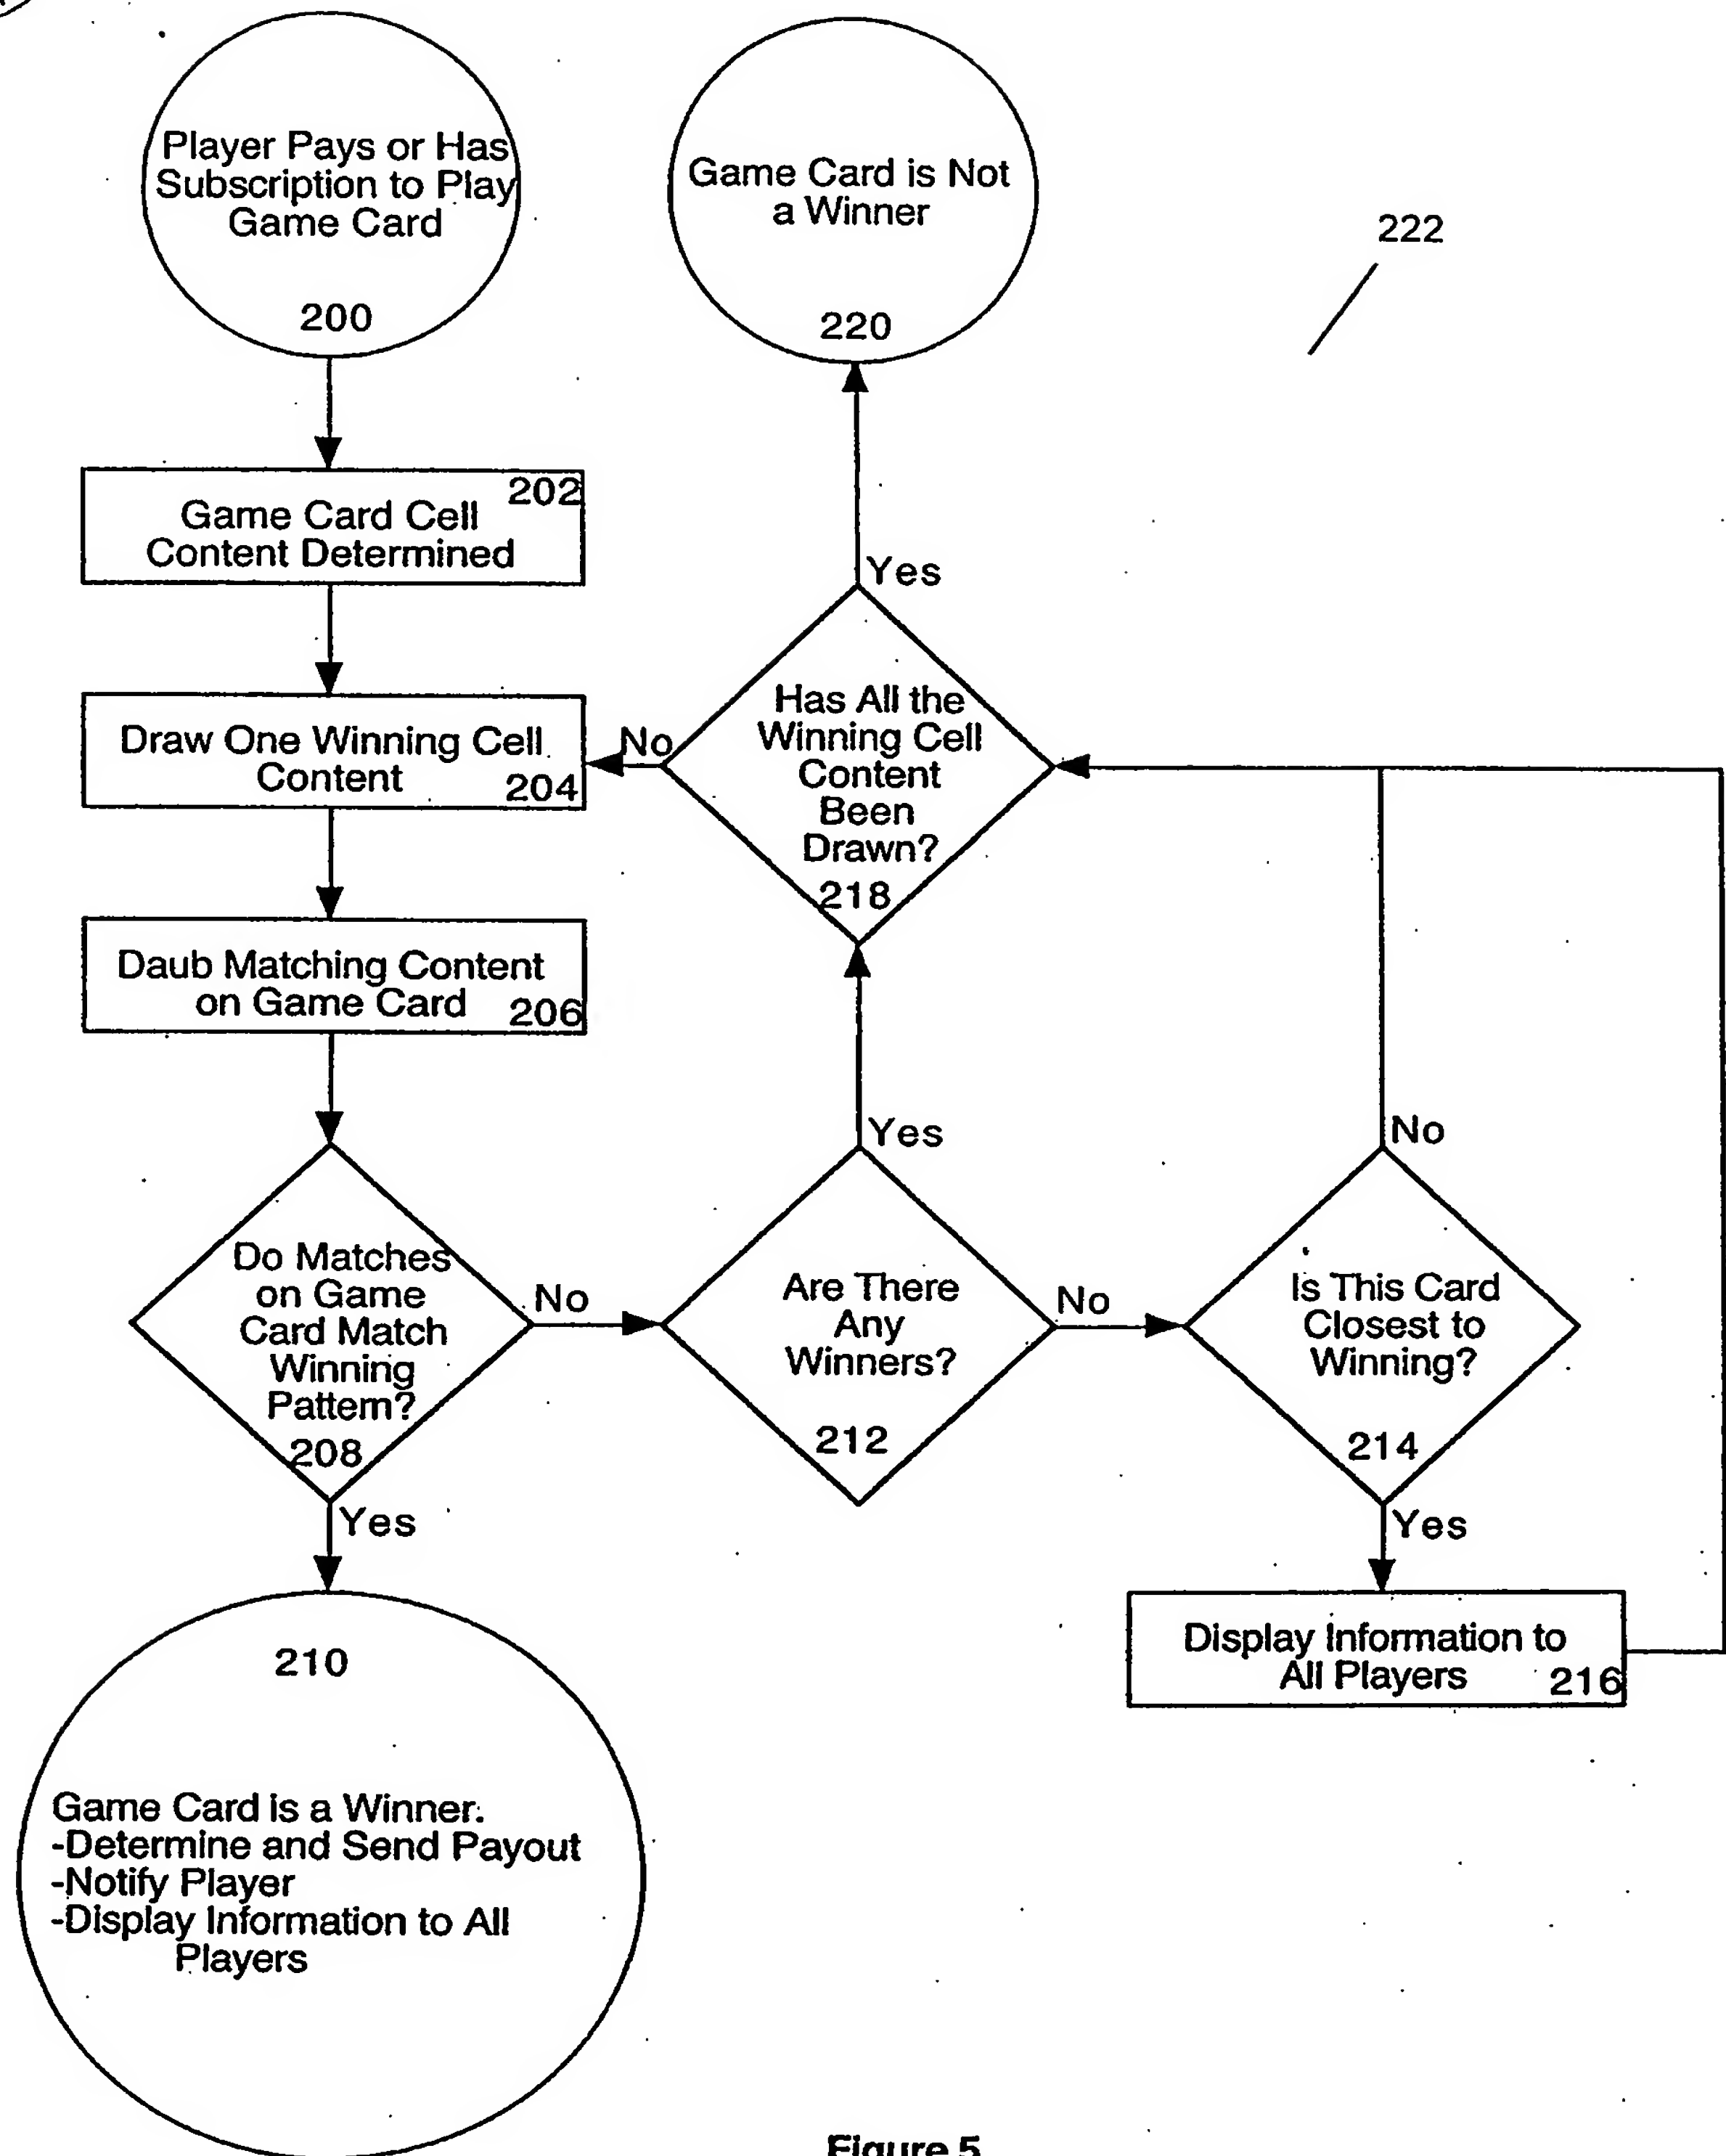 Player Pays or Has
Subscription to Play
Game Card
200
Game Card is Not
a Winner
220
222
202
Game Card Cell
Content Determined
Yes
Has All the
Winning Cell
Content
Been
Drawn?
218
No
Draw One Winning Cell
Content 204
Daub Matching Content
on Game Card 206
Do Matches
on Game
Card Match
Winning
Pattern?
208
No
Yes
Are There
Any
Winners?
212
Yes
No
Is This Card
Closest to
Winning?
214
No
Yes
Display Information to
All Players 216
210
Game Card is a Winner.
-Determine and Send Payout
-Notify Player
-Display Information to All
Players
Figure 5